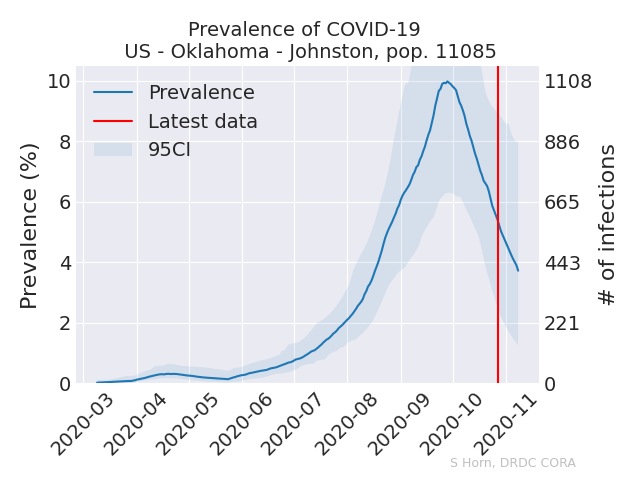 Prevalence of COVID-19
US - Oklahoma - Johnston, pop. 11085
Prevalence
Latest data
95CI
Prevalence (%)
10
8
6
4
2
0
1108
886
665
443
221
0
# of infections
2020-03
2020-04
2020-05
2020-06
2020-07
2020-08
2020-09
2020-10
2020-11
S Horn, DRDC CORA